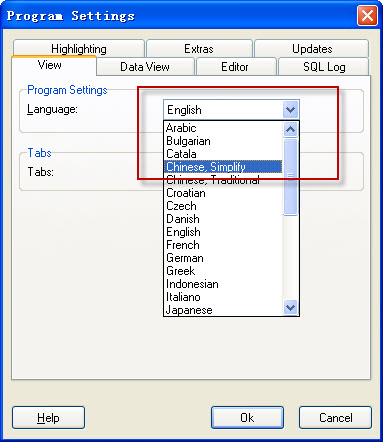 Program Settings
Highlighting
Extras
Updates
View
Data View
Editor
SQL Log
Program Settings
Language:
English
Arabic
Bulgarian
Catala
Chinese, Simplify
Chinese, Traditional
Croatian
Czech
Danish
English
French
German
Greek
Indonesian
Italiano
Japanese
Tabs
Tabs:
Help
Ok
Cancel